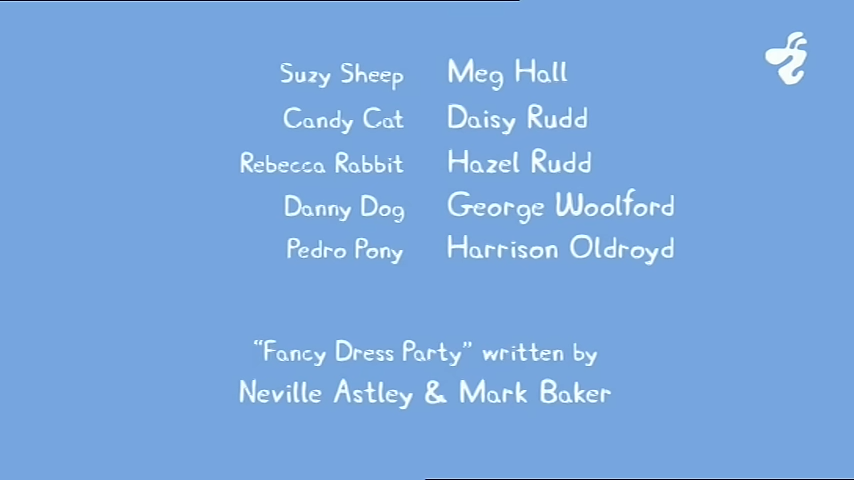 Suzy Sheep Meg Hall
Candy Cat Daisy Rudd
Rebecca Rabbit Hazel Rudd
Danny Dog George Woolford
Pedro Pony Harrison Oldroyd
“Fancy Dress Party” written by
Neville Astley & Mark Baker